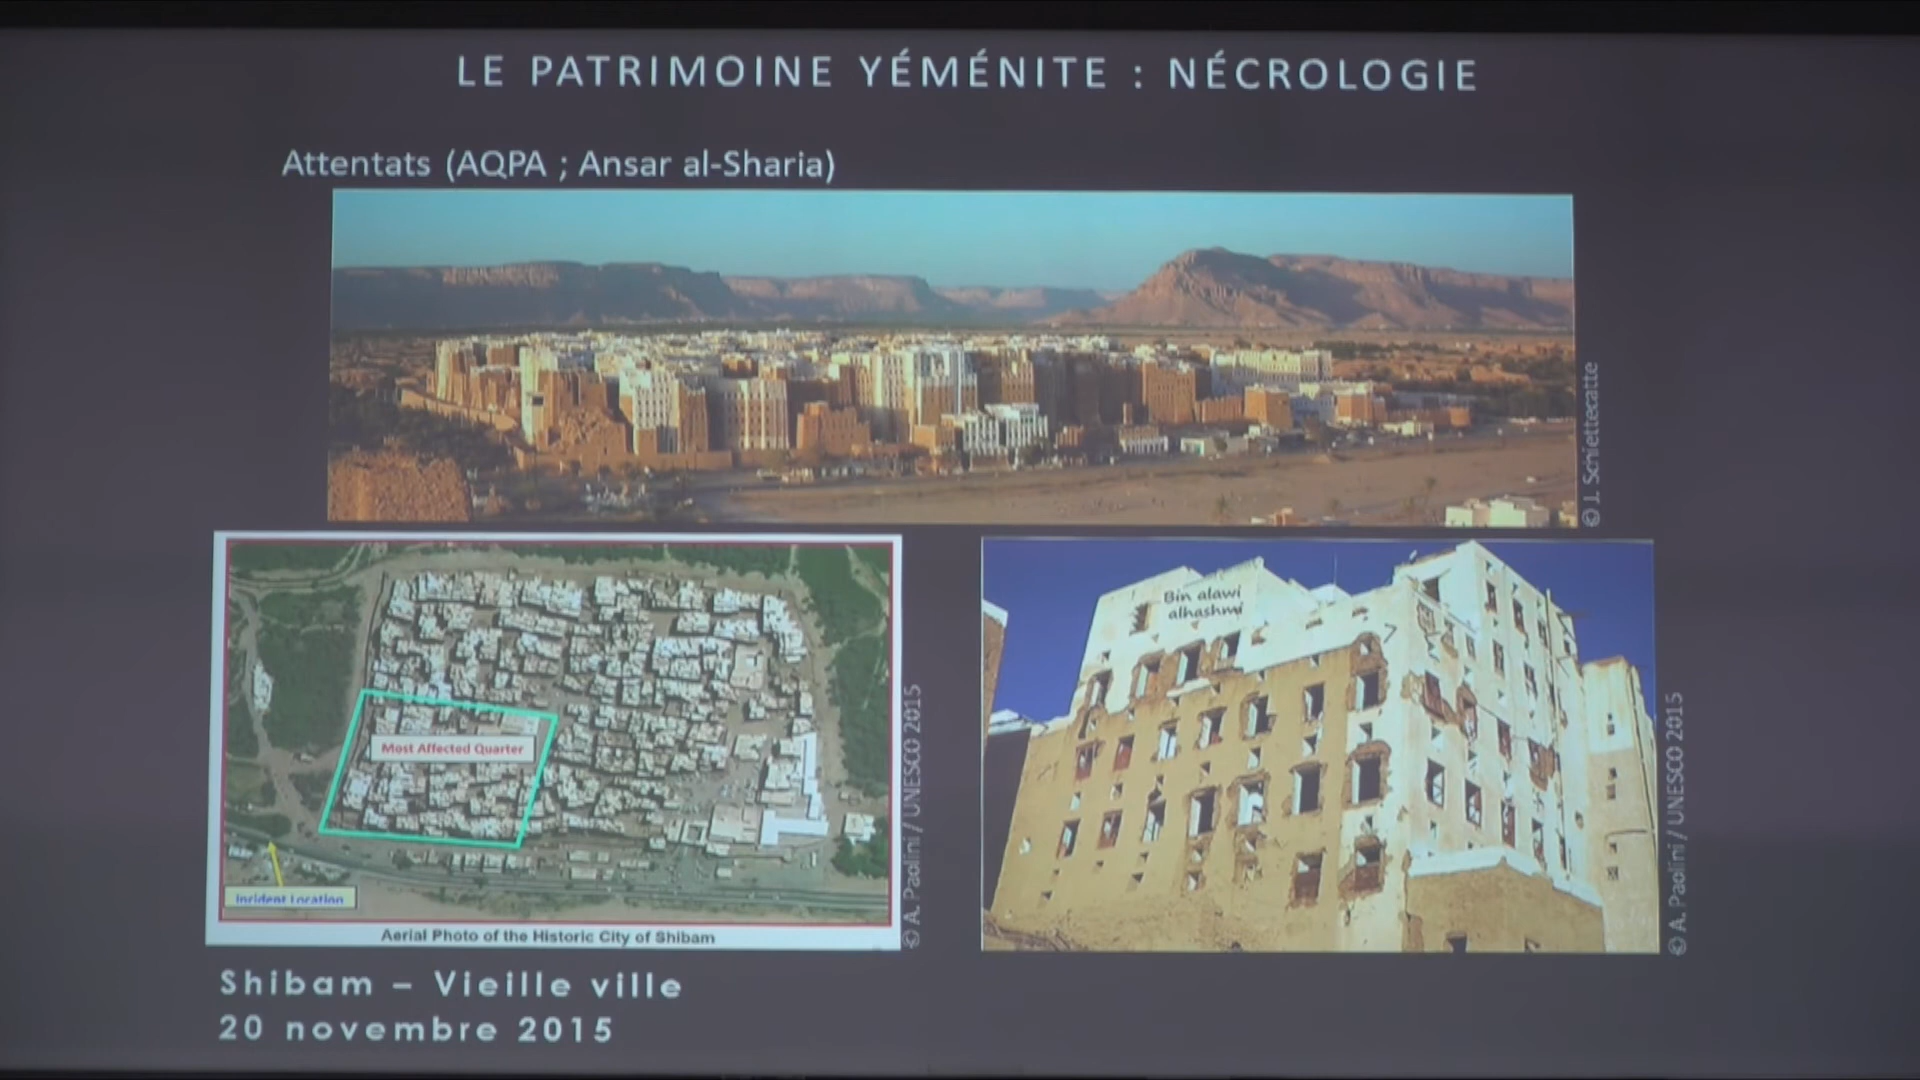 LE PATRIMOINE YÉMÉNITE : NÉCROLOGIE
Attentats (AQPA ; Ansar al-Sharia)
© J. Schiettecatte
Most Affected Quarter
Incident Location
Aerial Photo of the Historic City of Shibam
© A. Paolini / UNESCO 2015
Bin alawi
alhashmi
© A. Paolini / UNESCO 2015
Shibam – Vieille ville
20 novembre 2015